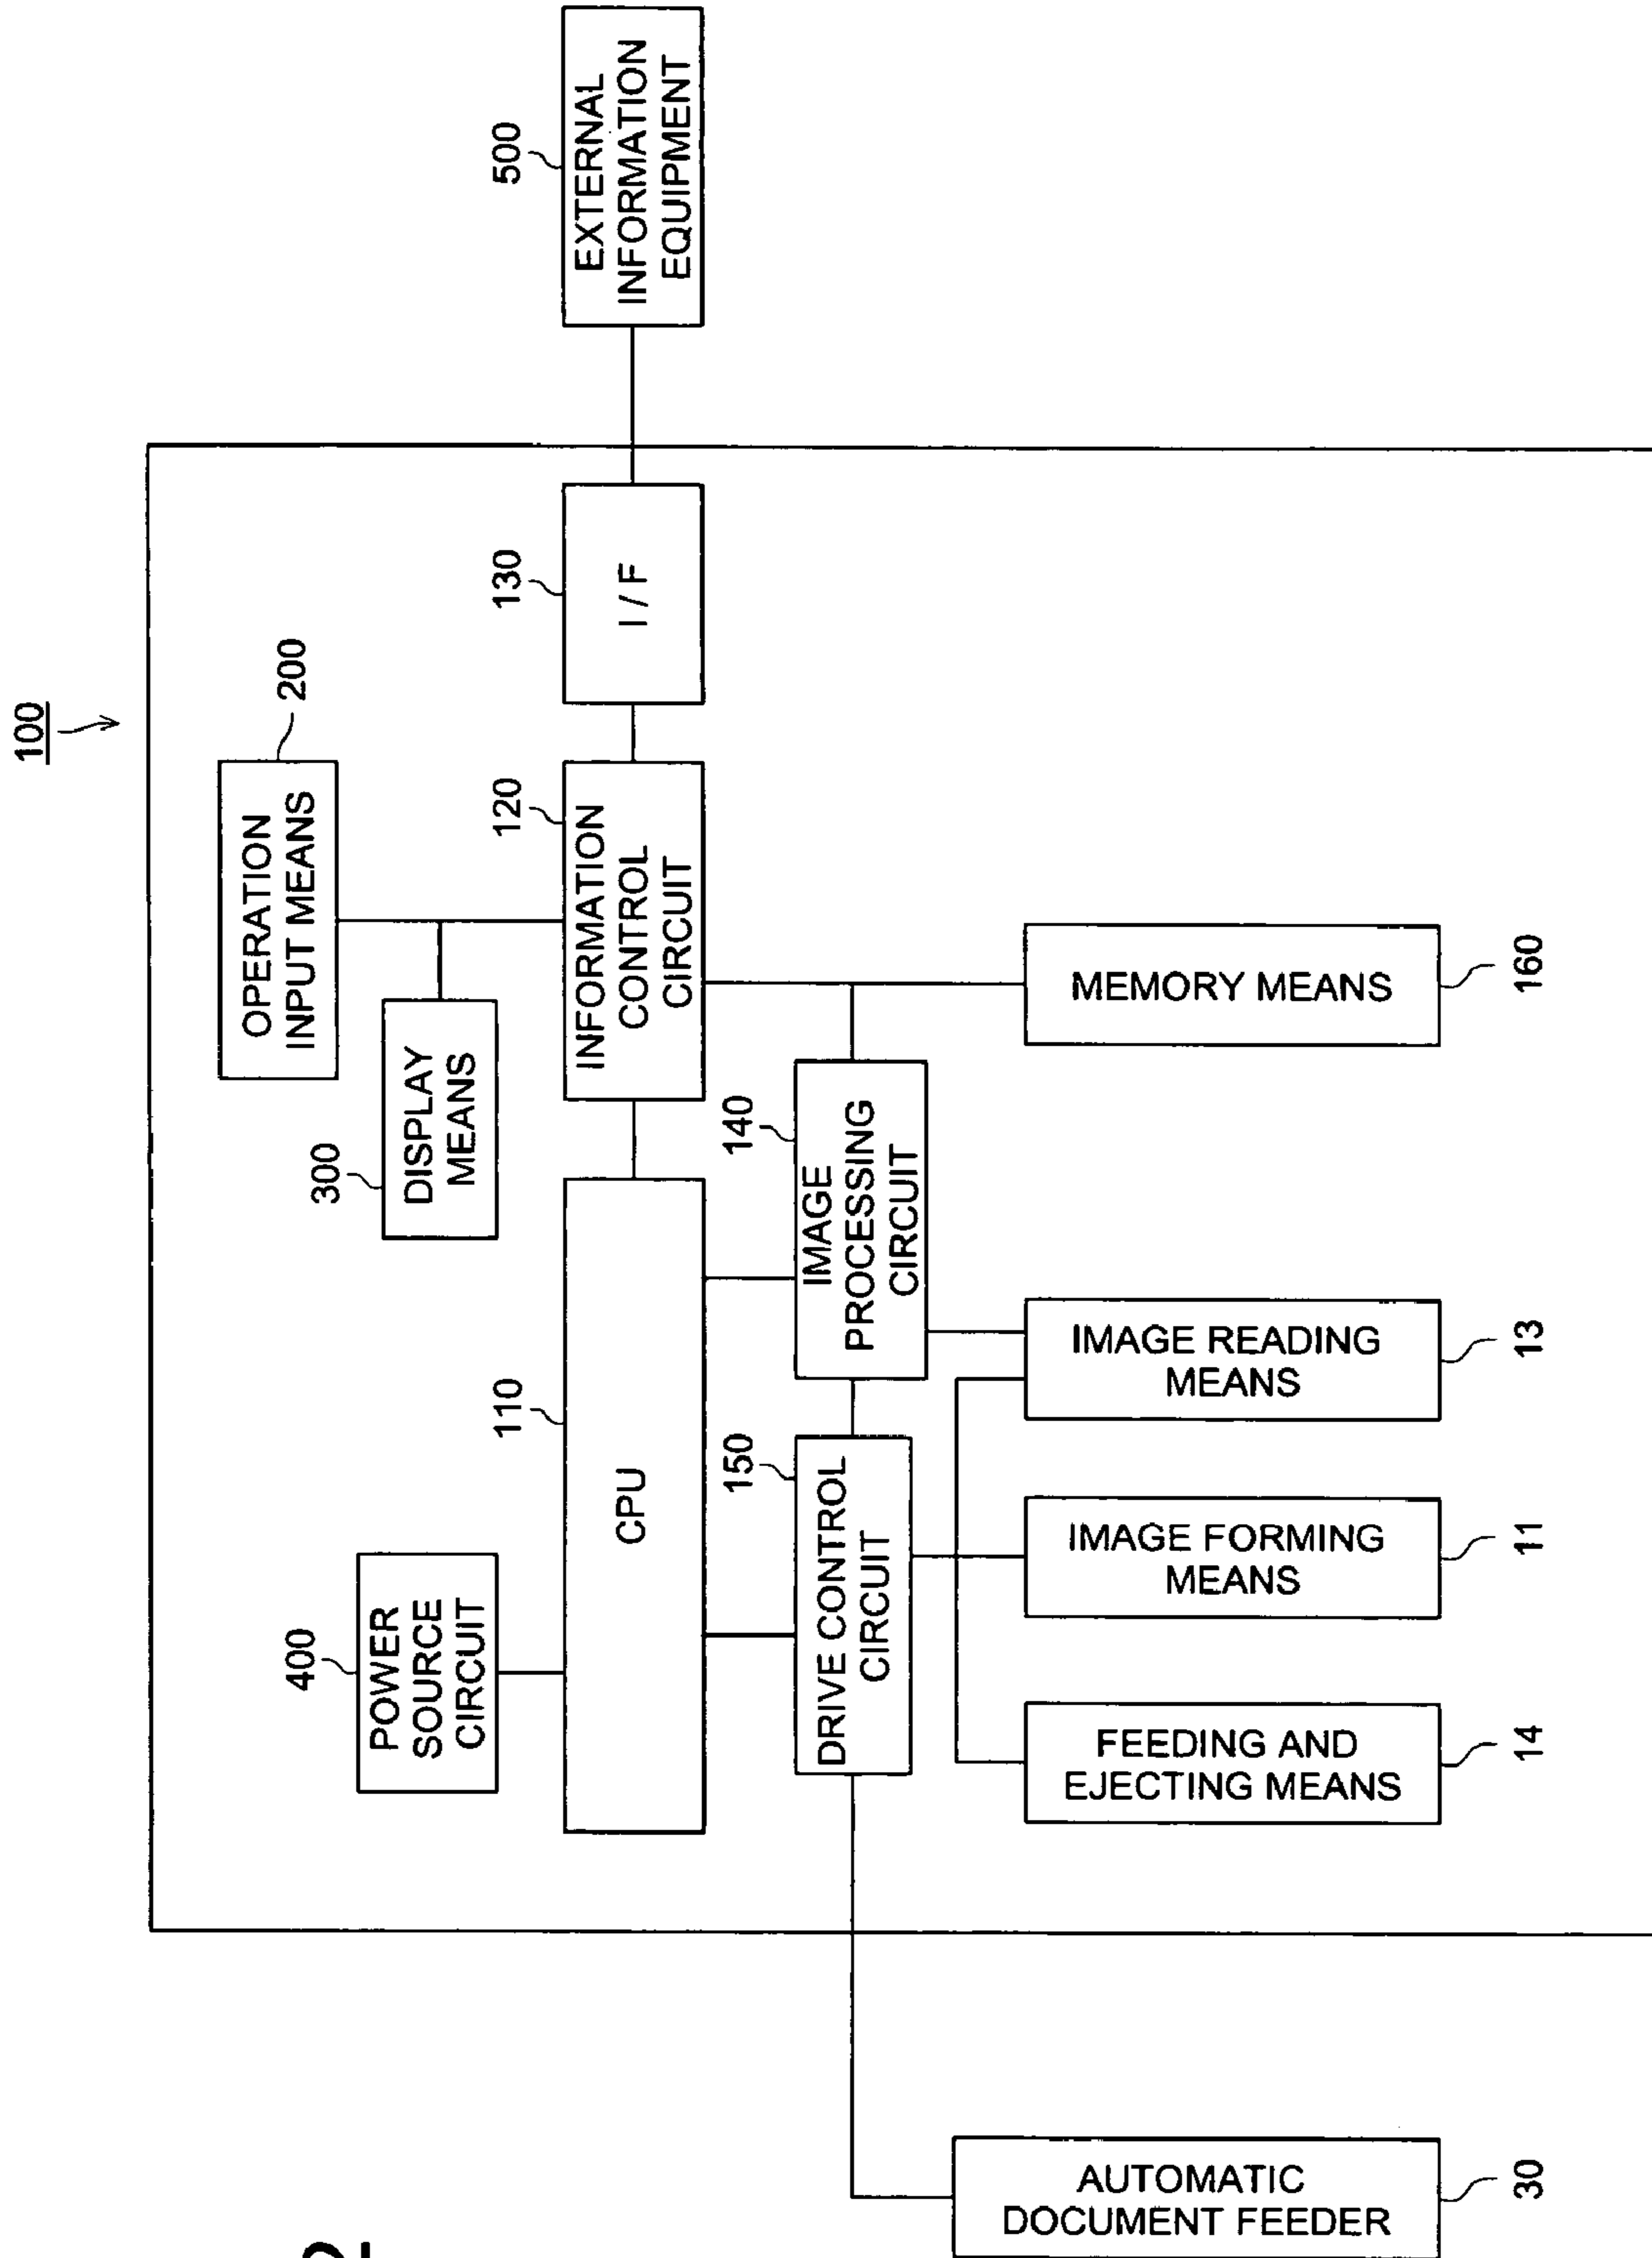 100
200
OPERATION
INPUT MEANS
300
DISPLAY
MEANS
400
POWER
SOURCE
CIRCUIT
110
CPU
120
INFORMATION
CONTROL
CIRCUIT
130
I / F
500
EXTERNAL
INFORMATION
EQUIPMENT
150
DRIVE CONTROL
CIRCUIT
140
IMAGE
PROCESSING
CIRCUIT
AUTOMATIC
DOCUMENT FEEDER
30
FEEDING AND
EJECTING MEANS
14
IMAGE FORMING
MEANS
11
IMAGE READING
MEANS
13
MEMORY MEANS
160